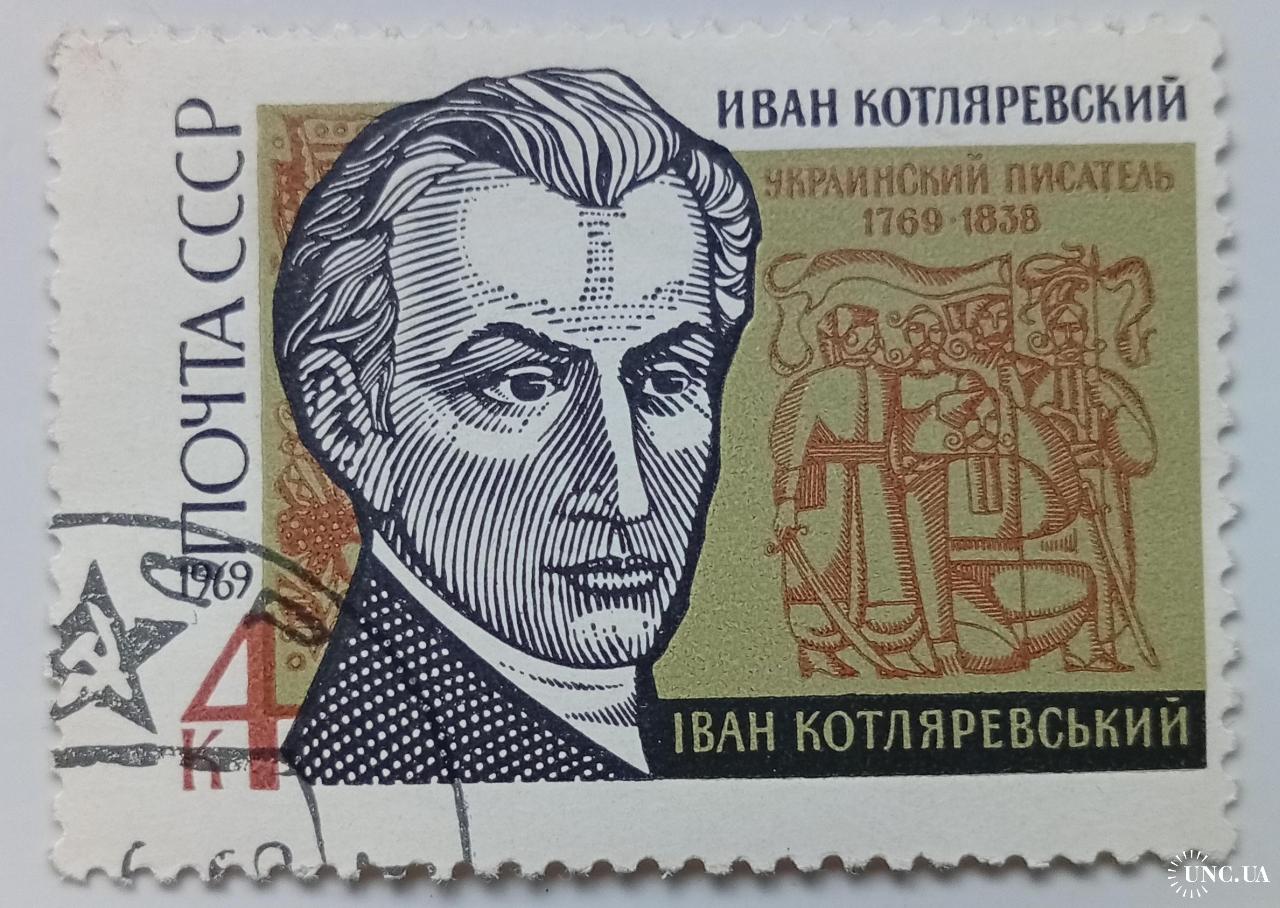 ИВАН КОТЛЯРЕВСКИЙ
УКРАИНСКИЙ ПИСАТЕЛЬ
1769·1838
ПОЧТА СССР
1969
4
К
ІВАН КОТЛЯРЕВСЬКИЙ
UNC.UA